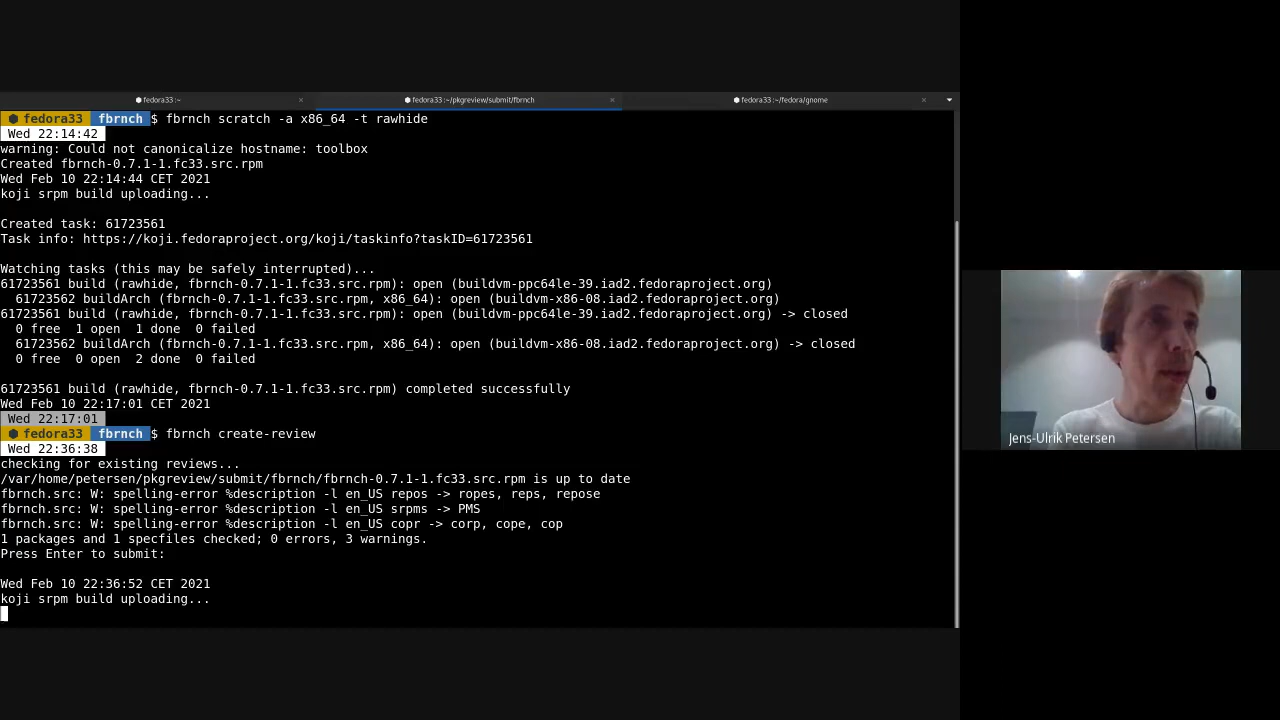 fedora33:~ ×
fedora33:~/pkgreview/submit/fbrnch ×
fedora33:~/fedora/gnome ×
fedora33 fbrnch $ fbrnch scratch -a x86_64 -t rawhide
Wed 22:14:42
warning: Could not canonicalize hostname: toolbox
Created fbrnch-0.7.1-1.fc33.src.rpm
Wed Feb 10 22:14:44 CET 2021
koji srpm build uploading...
Created task: 61723561
Task info: https://koji.fedoraproject.org/koji/taskinfo?taskID=61723561
Watching tasks (this may be safely interrupted)...
61723561 build (rawhide, fbrnch-0.7.1-1.fc33.src.rpm): open (buildvm-ppc64le-39.iad2.fedoraproject.org)
61723562 buildArch (fbrnch-0.7.1-1.fc33.src.rpm, x86_64): open (buildvm-x86-08.iad2.fedoraproject.org)
61723561 build (rawhide, fbrnch-0.7.1-1.fc33.src.rpm): open (buildvm-ppc64le-39.iad2.fedoraproject.org) -> closed
0 free 1 open 1 done 0 failed
61723562 buildArch (fbrnch-0.7.1-1.fc33.src.rpm, x86_64): open (buildvm-x86-08.iad2.fedoraproject.org) -> closed
0 free 0 open 2 done 0 failed
61723561 build (rawhide, fbrnch-0.7.1-1.fc33.src.rpm) completed successfully
Wed Feb 10 22:17:01 CET 2021
Wed 22:17:01
fedora33 fbrnch $ fbrnch create-review
Wed 22:36:38
checking for existing reviews...
/var/home/petersen/pkgreview/submit/fbrnch/fbrnch-0.7.1-1.fc33.src.rpm is up to date
fbrnch.src: W: spelling-error %description -l en_US repos -> ropes, reps, repose
fbrnch.src: W: spelling-error %description -l en_US srpms -> PMS
fbrnch.src: W: spelling-error %description -l en_US copr -> corp, cope, cop
1 packages and 1 specfiles checked; 0 errors, 3 warnings.
Press Enter to submit:
Wed Feb 10 22:36:52 CET 2021
koji srpm build uploading...
Jens-Ulrik Petersen